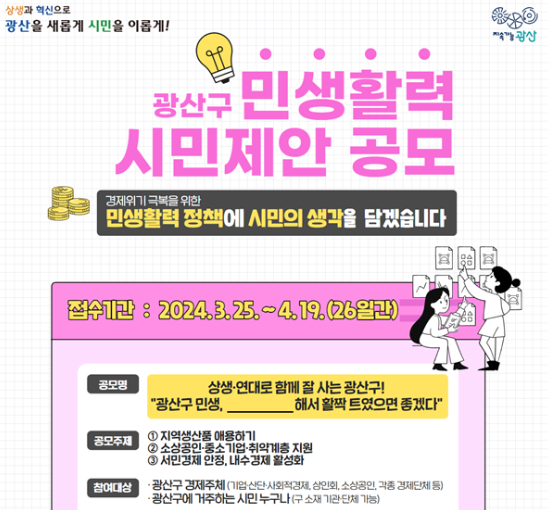 상생과 혁신으로
광산을 새롭게 시민을 이롭게!
지속가능 광산
광산구 민생활력
시민제안 공모
경제위기 극복을 위한
민생활력 정책에 시민의 생각을 담겠습니다
접수기간 : 2024. 3. 25. ~ 4. 19. (26일간)
공모명
상생·연대로 함께 잘 사는 광산구!
"광산구 민생, __________ 해서 활짝 트였으면 좋겠다"
공모주제
① 지역생산품 애용하기
② 소상공인·중소기업·취약계층 지원
③ 서민경제 안정, 내수경제 활성화
참여대상
· 광산구 경제주체 (기업·산단·사회적경제, 상인회, 소상공인, 각종 경제단체 등)
· 광산구에 거주하는 시민 누구나 (구 소재 기관·단체 가능)